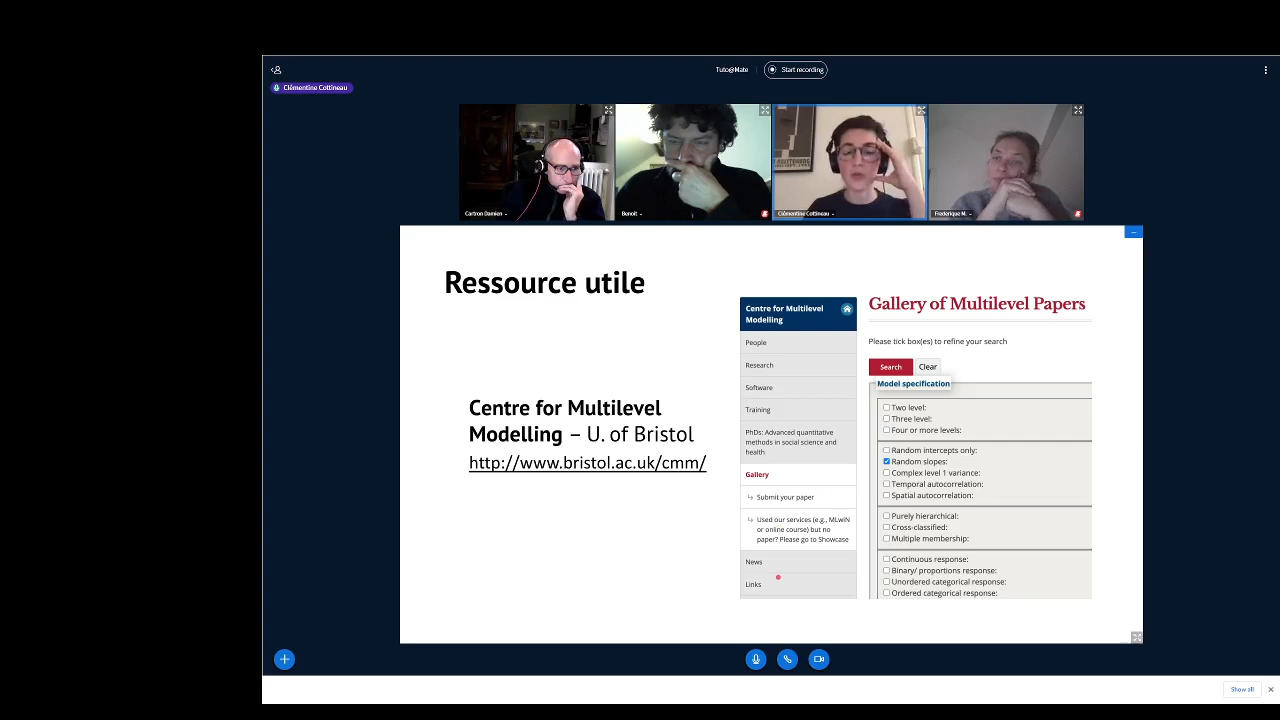 Tuto@Mate
Start recording
Clémentine Cottineau
Cartron Damien
Benoit
Clémentine Cottineau
Frederique M.
Ressource utile
Centre for Multilevel
Modelling – U. of Bristol
http://www.bristol.ac.uk/cmm/
Centre for Multilevel
Modelling
People
Research
Software
Training
PhDs: Advanced quantitative
methods in social science and
health
Gallery
Submit your paper
Used our services (e.g., MLwiN
or online course) but no
paper? Please go to Showcase
News
Links
Gallery of Multilevel Papers
Please tick box(es) to refine your search
Search
Clear
Model specification
Two level:
Three level:
Four or more levels:
Random intercepts only:
Random slopes:
Complex level 1 variance:
Temporal autocorrelation:
Spatial autocorrelation:
Purely hierarchical:
Cross-classified:
Multiple membership:
Continuous response:
Binary/ proportions response:
Unordered categorical response:
Ordered categorical response:
Show all